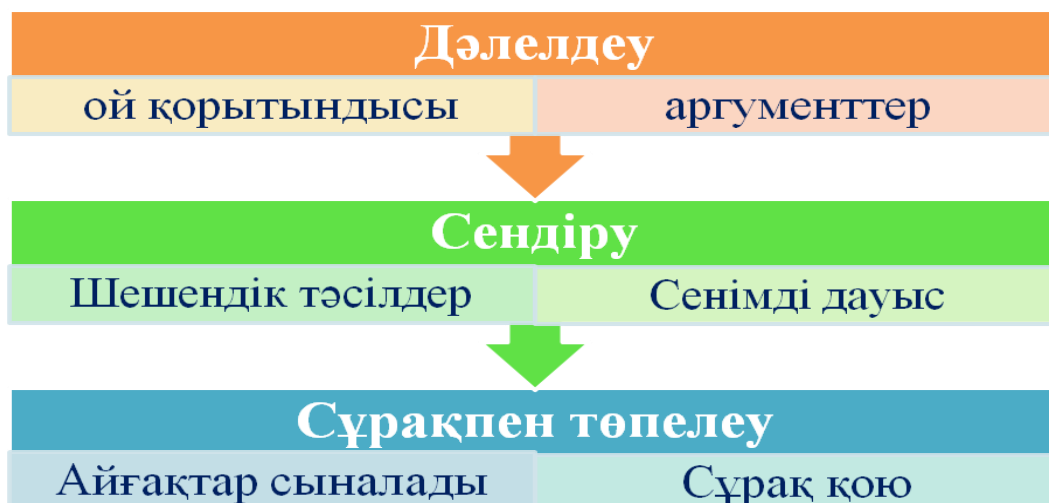 Дәлелдеу
ой қорытындысы
аргументтер
Сендіру
Шешендік тәсілдер
Сенімді дауыс
Сұрақпен төпелеу
Айғақтар сыналады
Сұрақ қою